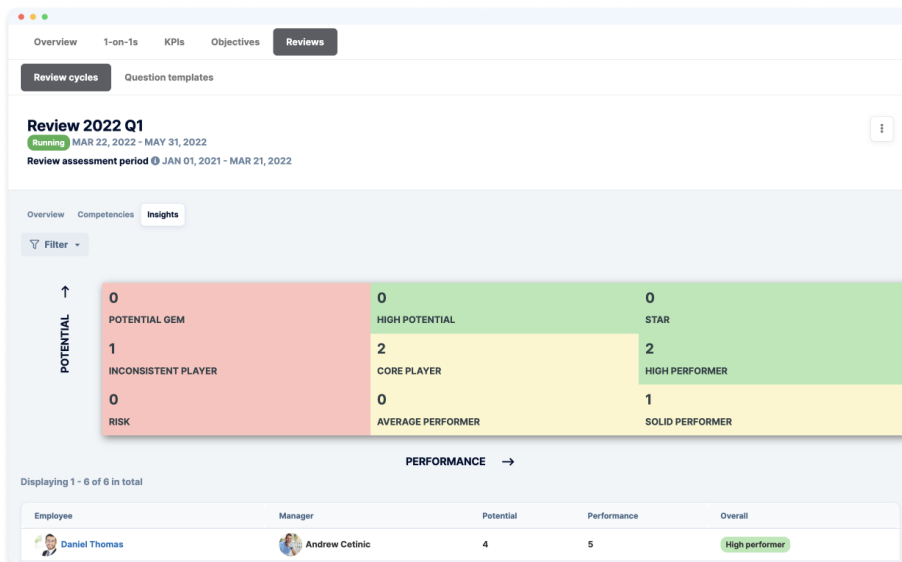 Overview 1-on-1s KPIs Objectives Reviews
Review cycles Question templates
Review 2022 Q1
Running MAR 22, 2022 - MAY 31, 2022
Review assessment period JAN 01, 2021 - MAR 21, 2022
Overview Competencies Insights
Filter
POTENTIAL
0 0 0
POTENTIAL GEM HIGH POTENTIAL STAR
1 2 2
INCONSISTENT PLAYER CORE PLAYER HIGH PERFORMER
0 0 1
RISK AVERAGE PERFORMER SOLID PERFORMER
PERFORMANCE →
Displaying 1 - 6 of 6 in total
Employee Manager Potential Performance Overall
Daniel Thomas Andrew Cetinic 4 5 High performer